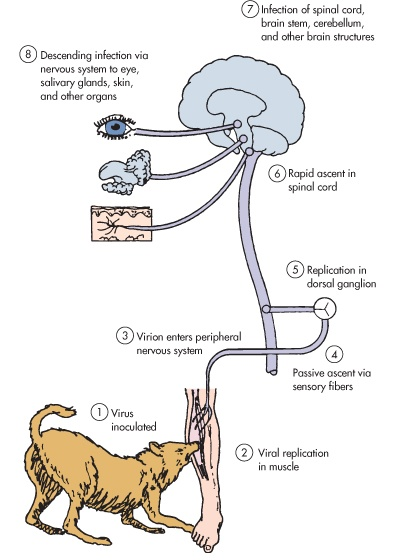 7 Infection of spinal cord,
brain stem, cerebellum,
and other brain structures
8 Descending infection via
nervous system to eye,
salivary glands, skin,
and other organs
6 Rapid ascent in
spinal cord
5 Replication in
dorsal ganglion
3 Virion enters peripheral
nervous system
4
Passive ascent via
sensory fibers
1 Virus
inoculated
2 Viral replication
in muscle